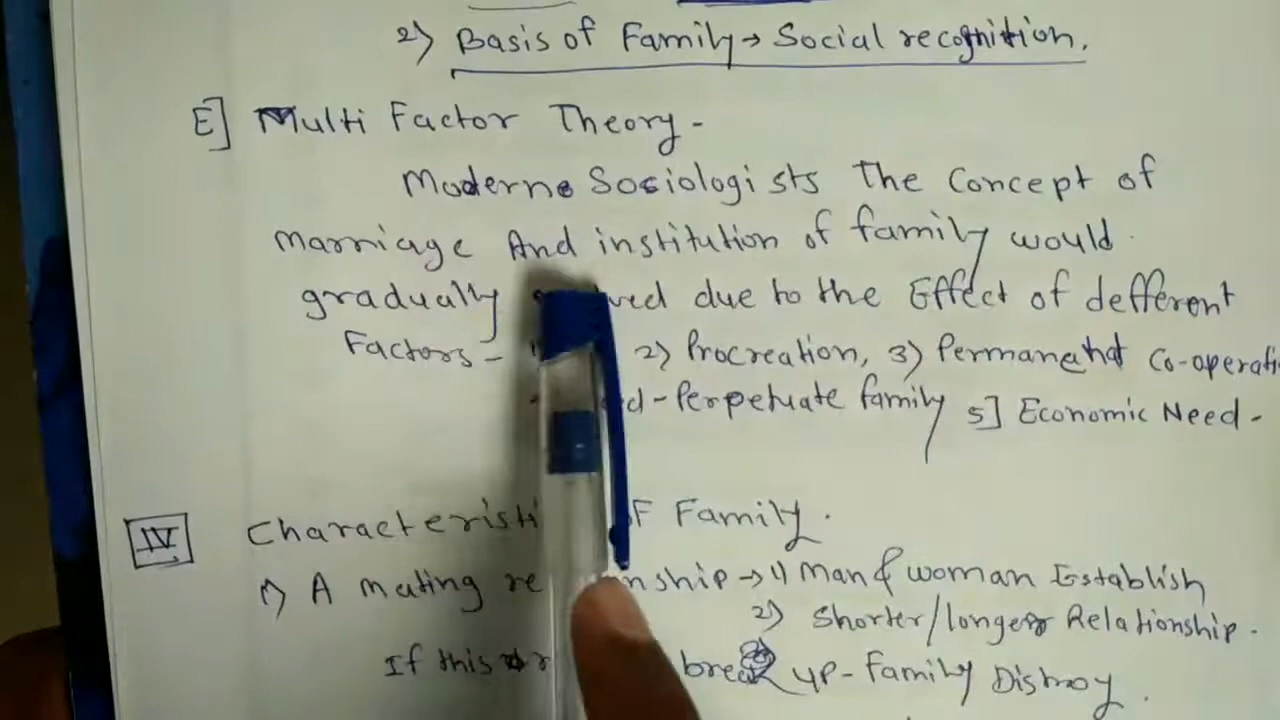 2) Basis of Family → Social recognition.
E] Multi Factor Theory -
Moderne Sociologists The Concept of
marriage And institution of family would
gradually due to the Effect of defferent
Factors - 2) Procreation, 3) Permanent Co-operati
- Perpetuate family 5] Economic Need -
IV Characteristi F Family.
1) A mating re nship → 1) Man & woman Establish
2) Shorter/longer Relationship.
If this break up - Family Distroy.